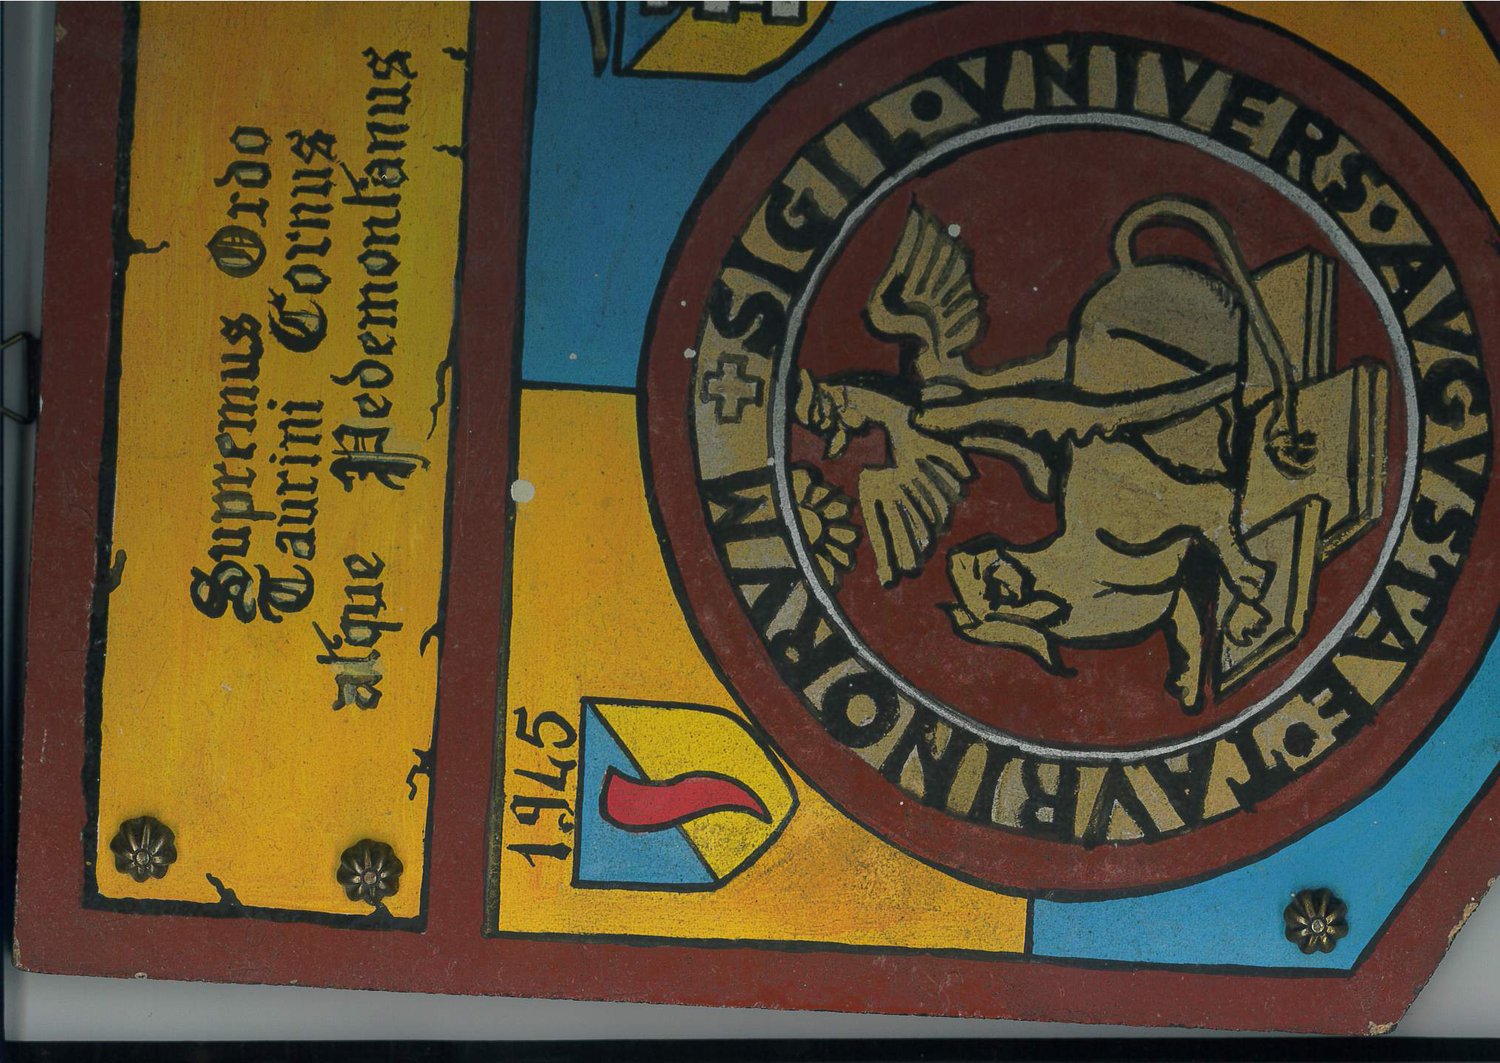 Supremus Ordo
Taurini Cornus
atque Pedemontanus
1945
+ SIGIL·VNIVERS·AVGVSTAE·TAVRINORVM